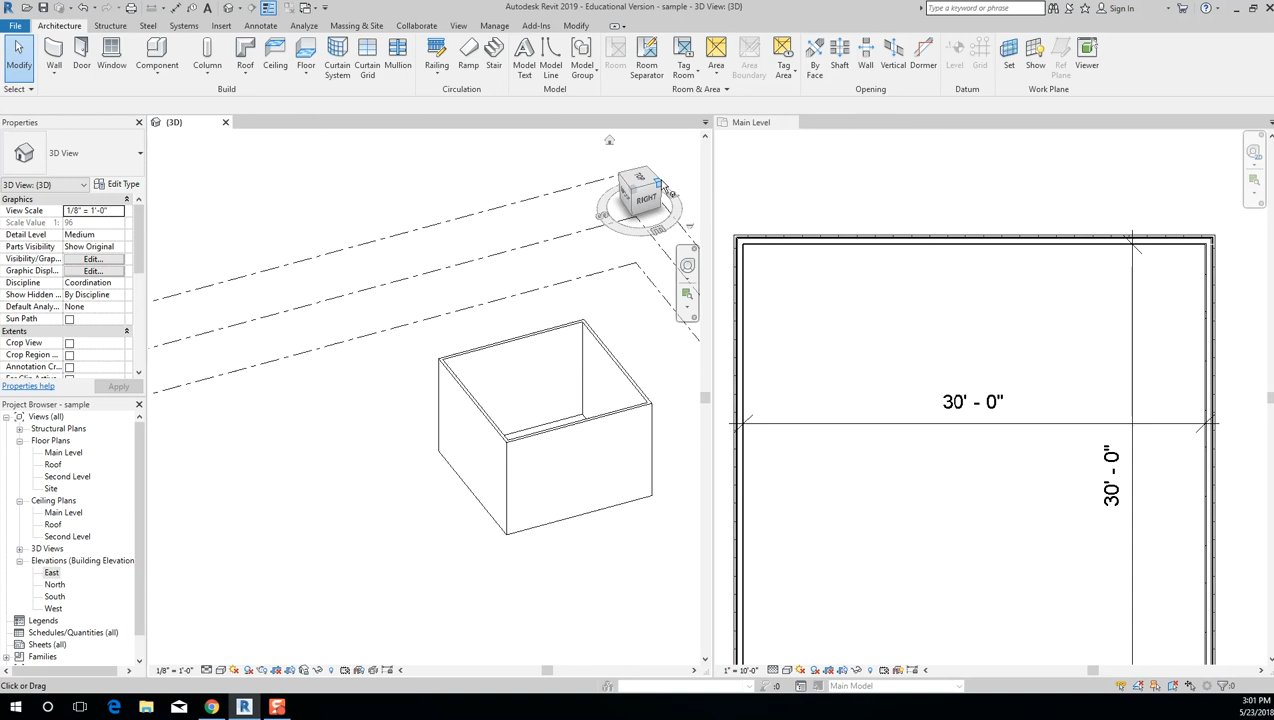 Autodesk Revit 2019 - Educational Version - sample - 3D View: {3D}
Type a keyword or phrase
Sign In
File Architecture Structure Steel Systems Insert Annotate Analyze Massing & Site Collaborate View Manage Add-Ins Modify
Modify Wall Door Window Component Column Roof Ceiling Floor Curtain System Curtain Grid Mullion Railing Ramp Stair Model Text Model Line Model Group Room Room Separator Tag Room Area Area Boundary Tag Area By Face Shaft Wall Vertical Dormer Level Grid Set Show Ref Plane Viewer
Select Build Circulation Model Room & Area Opening Datum Work Plane
Properties
{3D}
Main Level
3D View
3D View: {3D}
Edit Type
Graphics
View Scale 1/8" = 1'-0"
Scale Value 1: 96
Detail Level Medium
Parts Visibility Show Original
Visibility/Grap... Edit...
Graphic Displ... Edit...
Discipline Coordination
Show Hidden ... By Discipline
Default Analy... None
Sun Path
Extents
Crop View
Crop Region ...
Annotation Cr...
Properties help
Apply
TOP
RIGHT
30' - 0"
30' - 0"
Project Browser - sample
Views (all)
Structural Plans
Floor Plans
Main Level
Roof
Second Level
Site
Ceiling Plans
Main Level
Roof
Second Level
3D Views
Elevations (Building Elevation
East
North
South
West
Legends
Schedules/Quantities (all)
Sheets (all)
Families
1/8" = 1'-0"
1" = 10'-0"
Click or Drag
:0
Main Model
:0
3:01 PM
5/23/2018